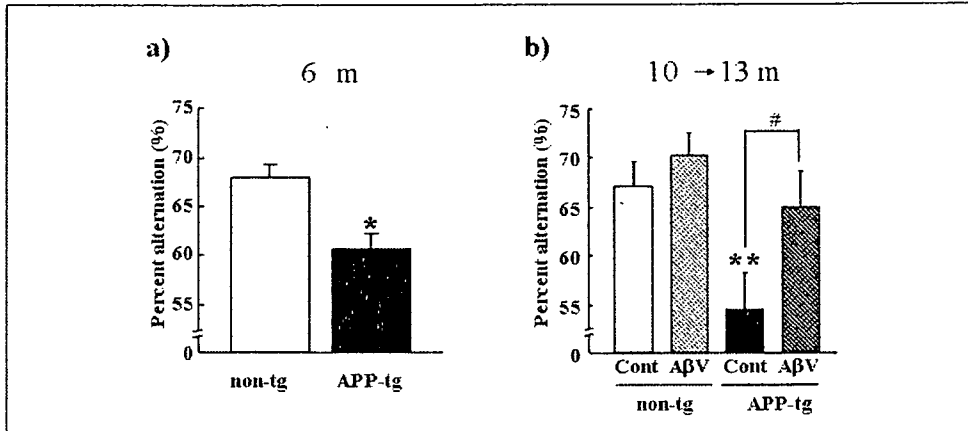 a)
6 m
Percent alternation (%)
75
70
65
60
55
0
*
non-tg
APP-tg
b)
10 → 13 m
Percent alternation (%)
75
70
65
60
55
0
#
**
Cont
AβV
Cont
AβV
non-tg
APP-tg